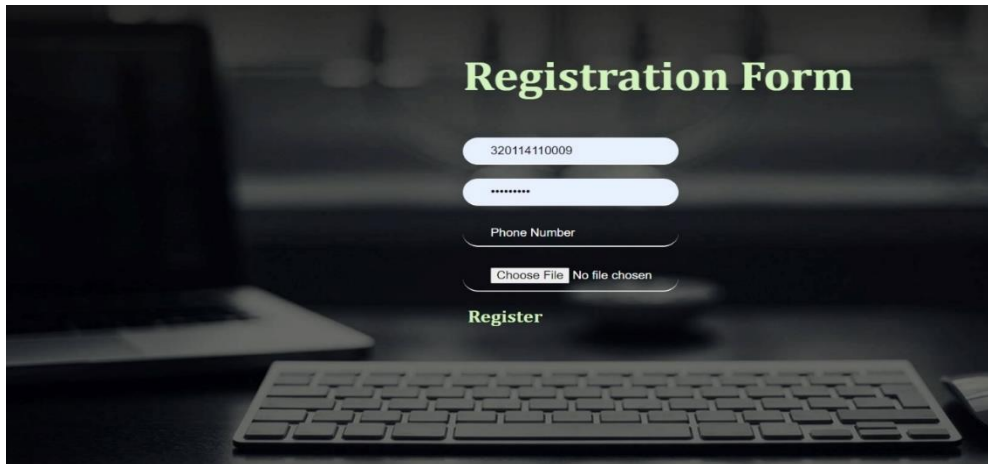 Registration Form
320114110009
•••••••••
Phone Number
Choose File No file chosen
Register